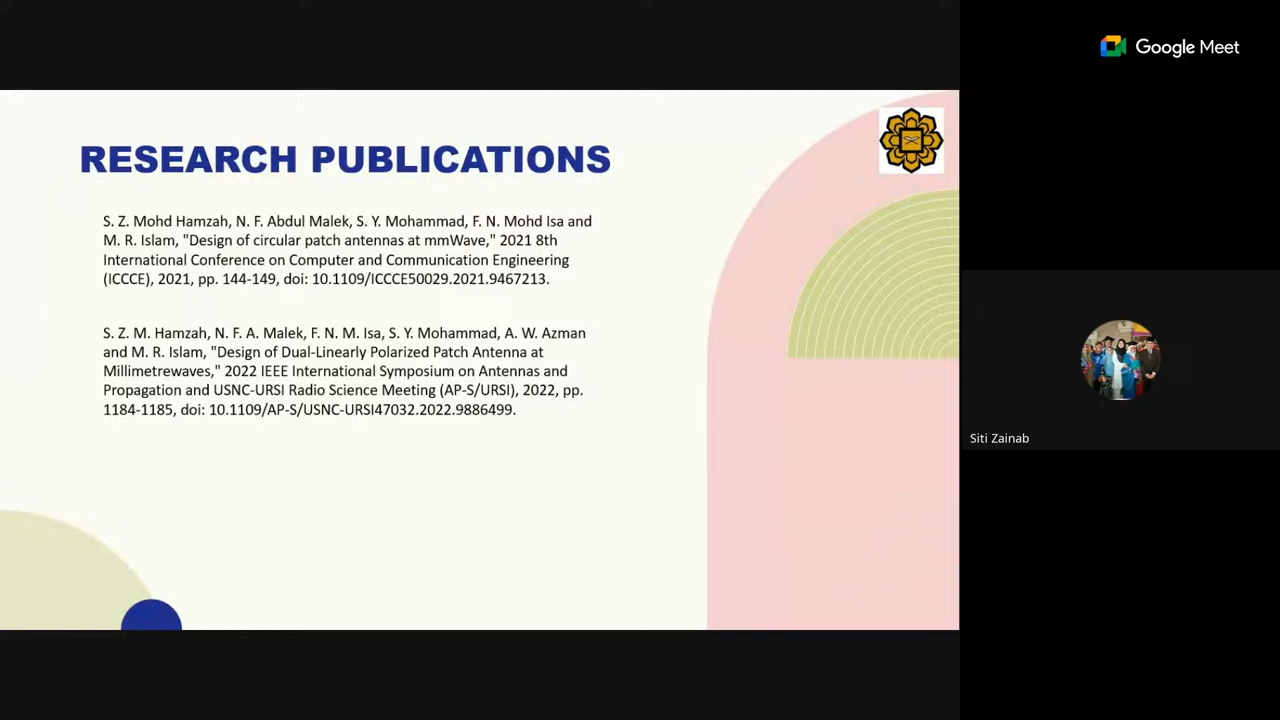 Google Meet
RESEARCH PUBLICATIONS
S. Z. Mohd Hamzah, N. F. Abdul Malek, S. Y. Mohammad, F. N. Mohd Isa and
M. R. Islam, "Design of circular patch antennas at mmWave," 2021 8th
International Conference on Computer and Communication Engineering
(ICCCE), 2021, pp. 144-149, doi: 10.1109/ICCCE50029.2021.9467213.
S. Z. M. Hamzah, N. F. A. Malek, F. N. M. Isa, S. Y. Mohammad, A. W. Azman
and M. R. Islam, "Design of Dual-Linearly Polarized Patch Antenna at
Millimetrewaves," 2022 IEEE International Symposium on Antennas and
Propagation and USNC-URSI Radio Science Meeting (AP-S/URSI), 2022, pp.
1184-1185, doi: 10.1109/AP-S/USNC-URSI47032.2022.9886499.
Siti Zainab